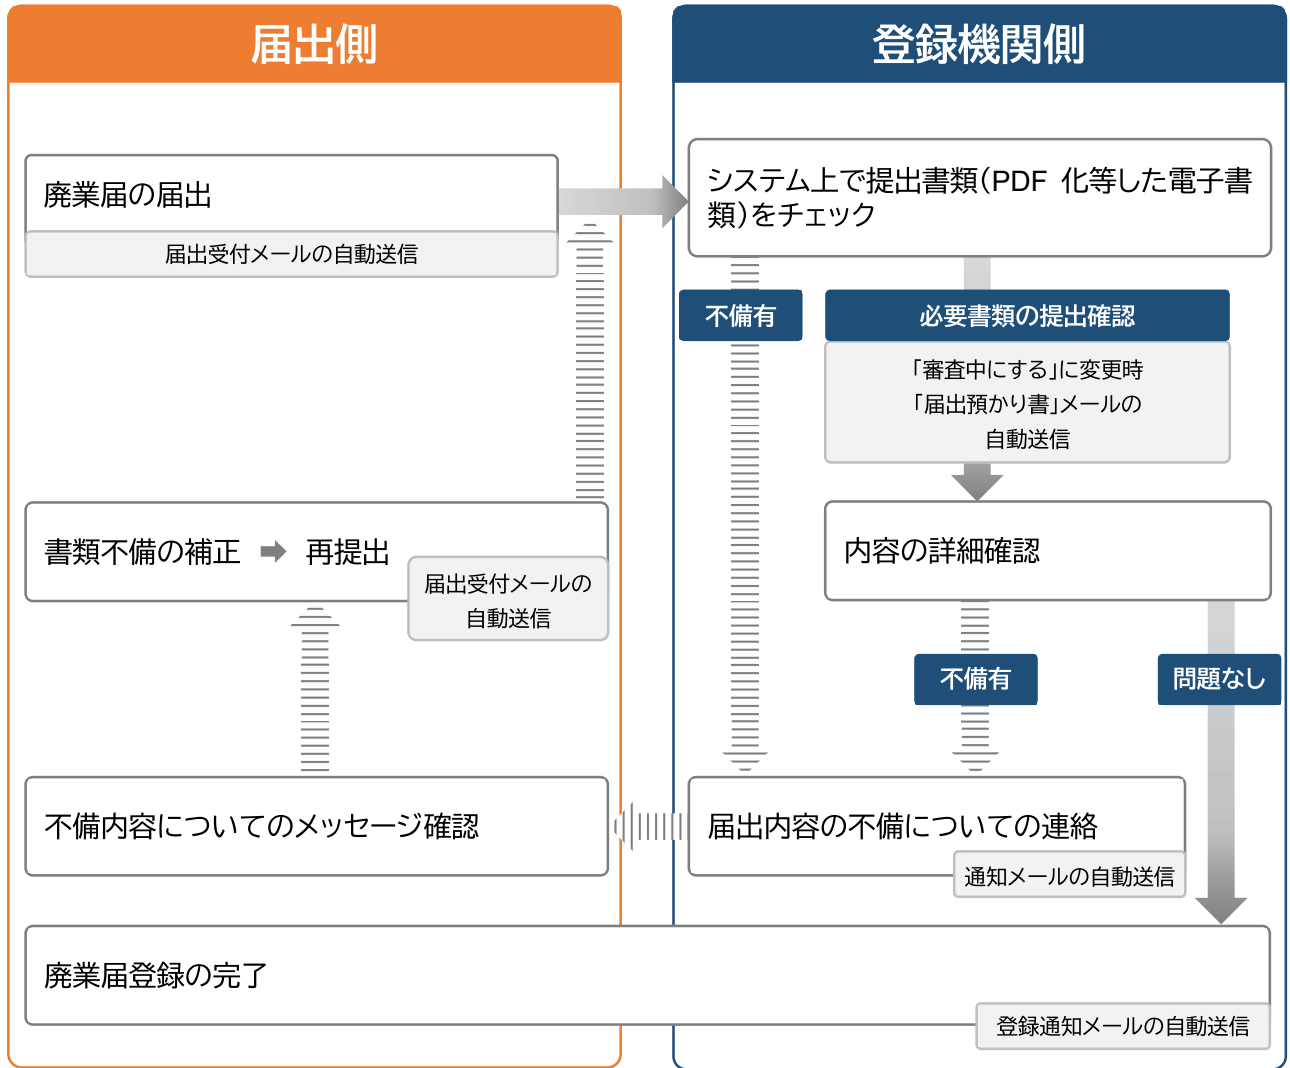 届出側
登録機関側
廃業届の届出
届出受付メールの自動送信
システム上で提出書類（PDF 化等した電子書
類）をチェック
不備有
必要書類の提出確認
「審査中にする」に変更時
「届出預かり書」メールの
自動送信
書類不備の補正 ➡ 再提出
届出受付メールの
自動送信
内容の詳細確認
不備有
問題なし
不備内容についてのメッセージ確認
届出内容の不備についての連絡
通知メールの自動送信
廃業届登録の完了
登録通知メールの自動送信